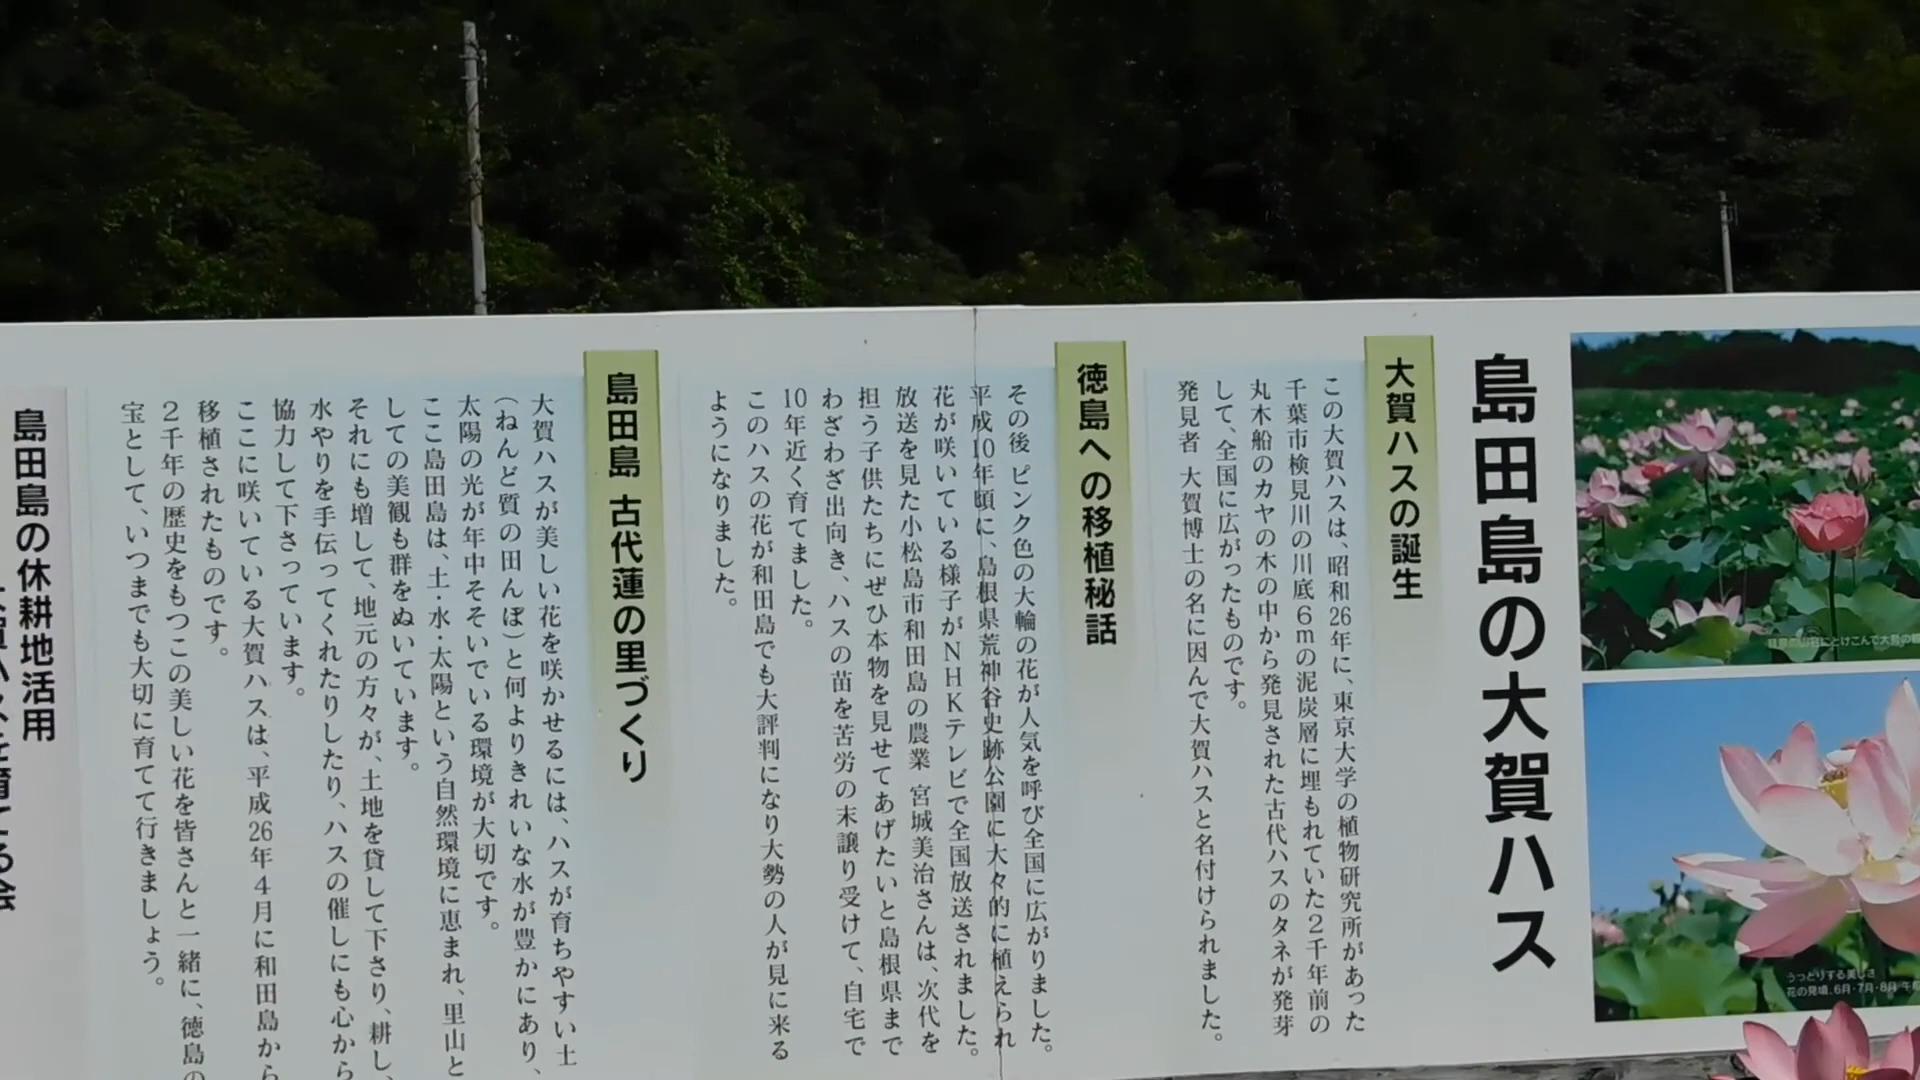 島田島の大賀ハス
大賀ハスの誕生
この大賀ハスは、昭和26年に、東京大学の植物研究所があった
千葉市検見川の川底6mの泥炭層に埋もれていた2千年前の
丸木船のカヤの木の中から発見された古代ハスのタネが発芽
して、全国に広がったものです。
発見者 大賀博士の名に因んで大賀ハスと名付けられました。
徳島への移植秘話
その後 ピンク色の大輪の花が人気を呼び全国に広がりました。
平成10年頃に、島根県荒神谷史跡公園に大々的に植えられ
花が咲いている様子がNHKテレビで全国放送されました。
放送を見た小松島市和田島の農業 宮城美治さんは、次代を
担う子供たちにぜひ本物を見せてあげたいと島根県まで
わざわざ出向き、ハスの苗を苦労の末譲り受けて、自宅で
10年近く育てました。
このハスの花が和田島でも大評判になり大勢の人が見に来る
ようになりました。
島田島 古代蓮の里づくり
大賀ハスが美しい花を咲かせるには、ハスが育ちやすい土
(ねんど質の田んぼ)と何よりきれいな水が豊かにあり、
太陽の光が年中そそいでいる環境が大切です。
ここ島田島は、土・水・太陽という自然環境に恵まれ、里山と
しての美観も群をぬいています。
それにも増して、地元の方々が、土地を貸して下さり、耕し、
水やりを手伝ってくれたりしたり、ハスの催しにも心から
協力して下さっています。
ここに咲いている大賀ハスは、平成26年4月に和田島から
移植されたものです。
2千年の歴史をもつこの美しい花を皆さんと一緒に、徳島の
宝として、いつまでも大切に育てて行きましょう。
島田島の休耕地活用
大賀ハスを育てる会
うっとりする美しさ
花の見頃、6月・7月・8月 午前